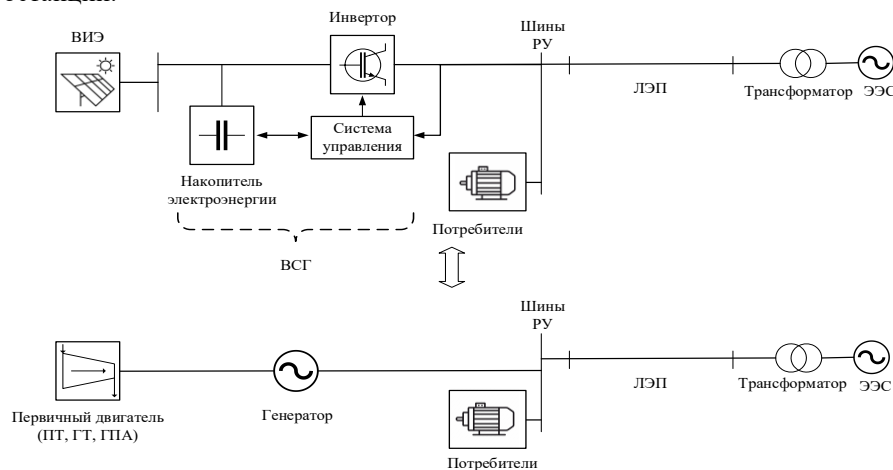 ВИЭ
Инвертор
Шины
РУ
ЛЭП
Трансформатор
ЭЭС
Система
управления
Накопитель
электроэнергии
Потребители
ВСГ
Шины
РУ
ЛЭП
Трансформатор
ЭЭС
Первичный двигатель
(ПТ, ГТ, ГПА)
Генератор
Потребители